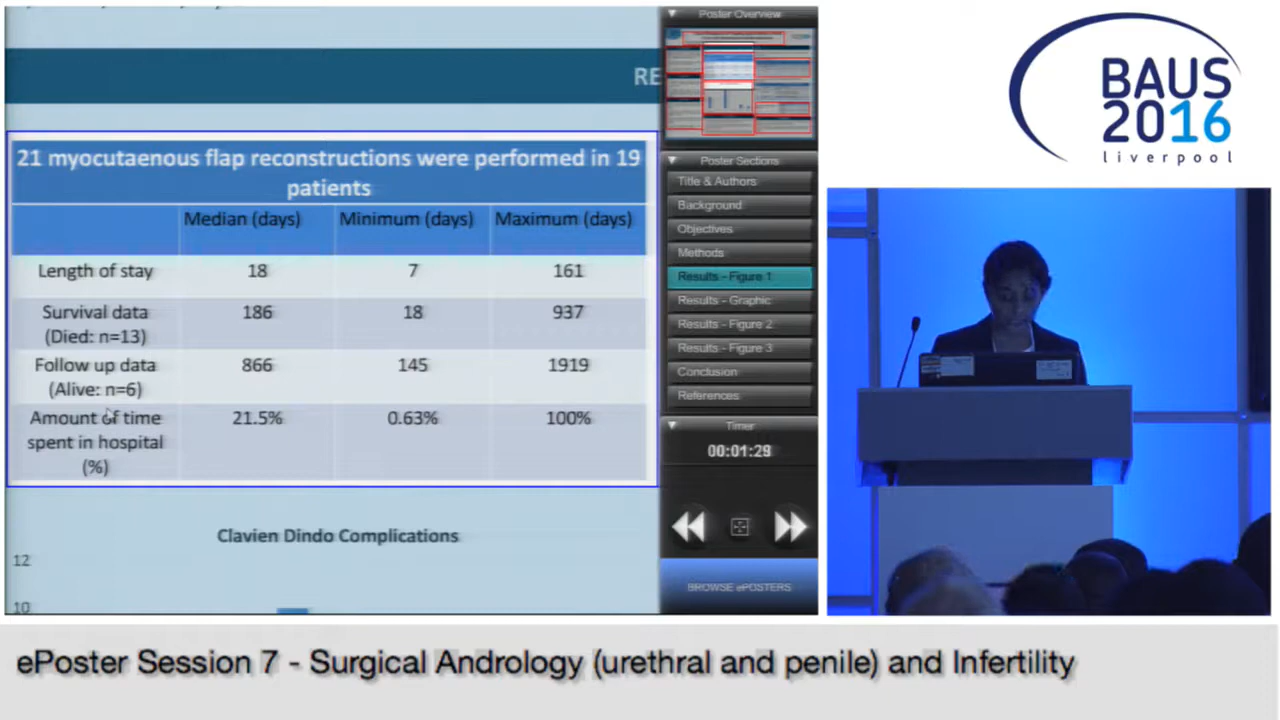 RE
21 myocutaenous flap reconstructions were performed in 19
patients
Median (days) Minimum (days) Maximum (days)
Length of stay 18 7 161
Survival data
(Died: n=13) 186 18 937
Follow up data
(Alive: n=6) 866 145 1919
Amount of time
spent in hospital
(%) 21.5% 0.63% 100%
Clavien Dindo Complications
12
10
Poster Overview
Poster Sections
Title & Authors
Background
Objectives
Methods
Results - Figure 1
Results - Graphic
Results - Figure 2
Results - Figure 3
Conclusion
References
Timer
00:01:29
BROWSE ePOSTERS
BAUS
2016
liverpool
ePoster Session 7 - Surgical Andrology (urethral and penile) and Infertility